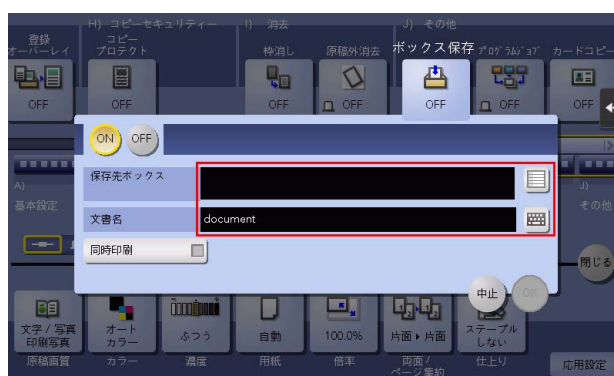 H) コピーセキュリティー
I) 消去
J) その他
登録
オーバーレイ
コピー
プロテクト
枠消し
原稿外消去
ボックス保存
ﾌﾟﾛｸﾞﾗﾑｼﾞｮﾌﾞ
カードコピー
OFF
OFF
OFF
OFF
OFF
OFF
OFF
ON
OFF
保存先ボックス
文書名
document
同時印刷
中止
OK
A)
基本設定
J)
その他
閉じる
文字 / 写真
印刷写真
オート
カラー
ふつう
自動
100.0%
片面 ▶ 片面
ステープル
しない
原稿画質
カラー
濃度
用紙
倍率
両面 /
ページ集約
仕上り
応用設定